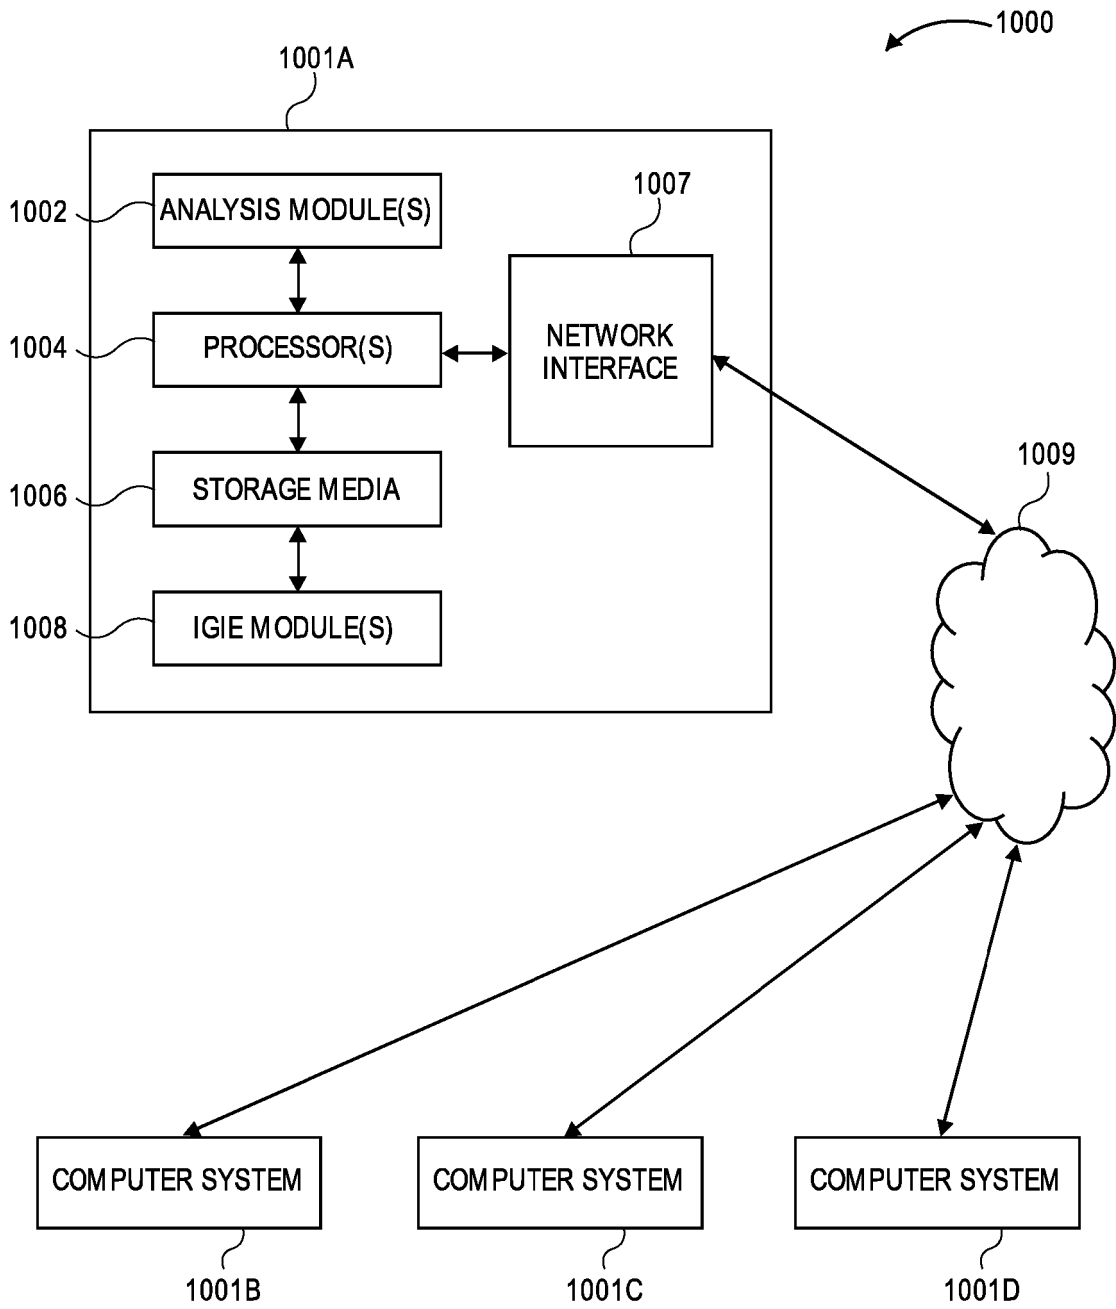 1000
1001A
1007
1002
ANALYSIS MODULE(S)
1004
PROCESSOR(S)
NETWORK
INTERFACE
1009
1006
STORAGE MEDIA
1008
IGIE MODULE(S)
COMPUTER SYSTEM
COMPUTER SYSTEM
COMPUTER SYSTEM
1001B
1001C
1001D